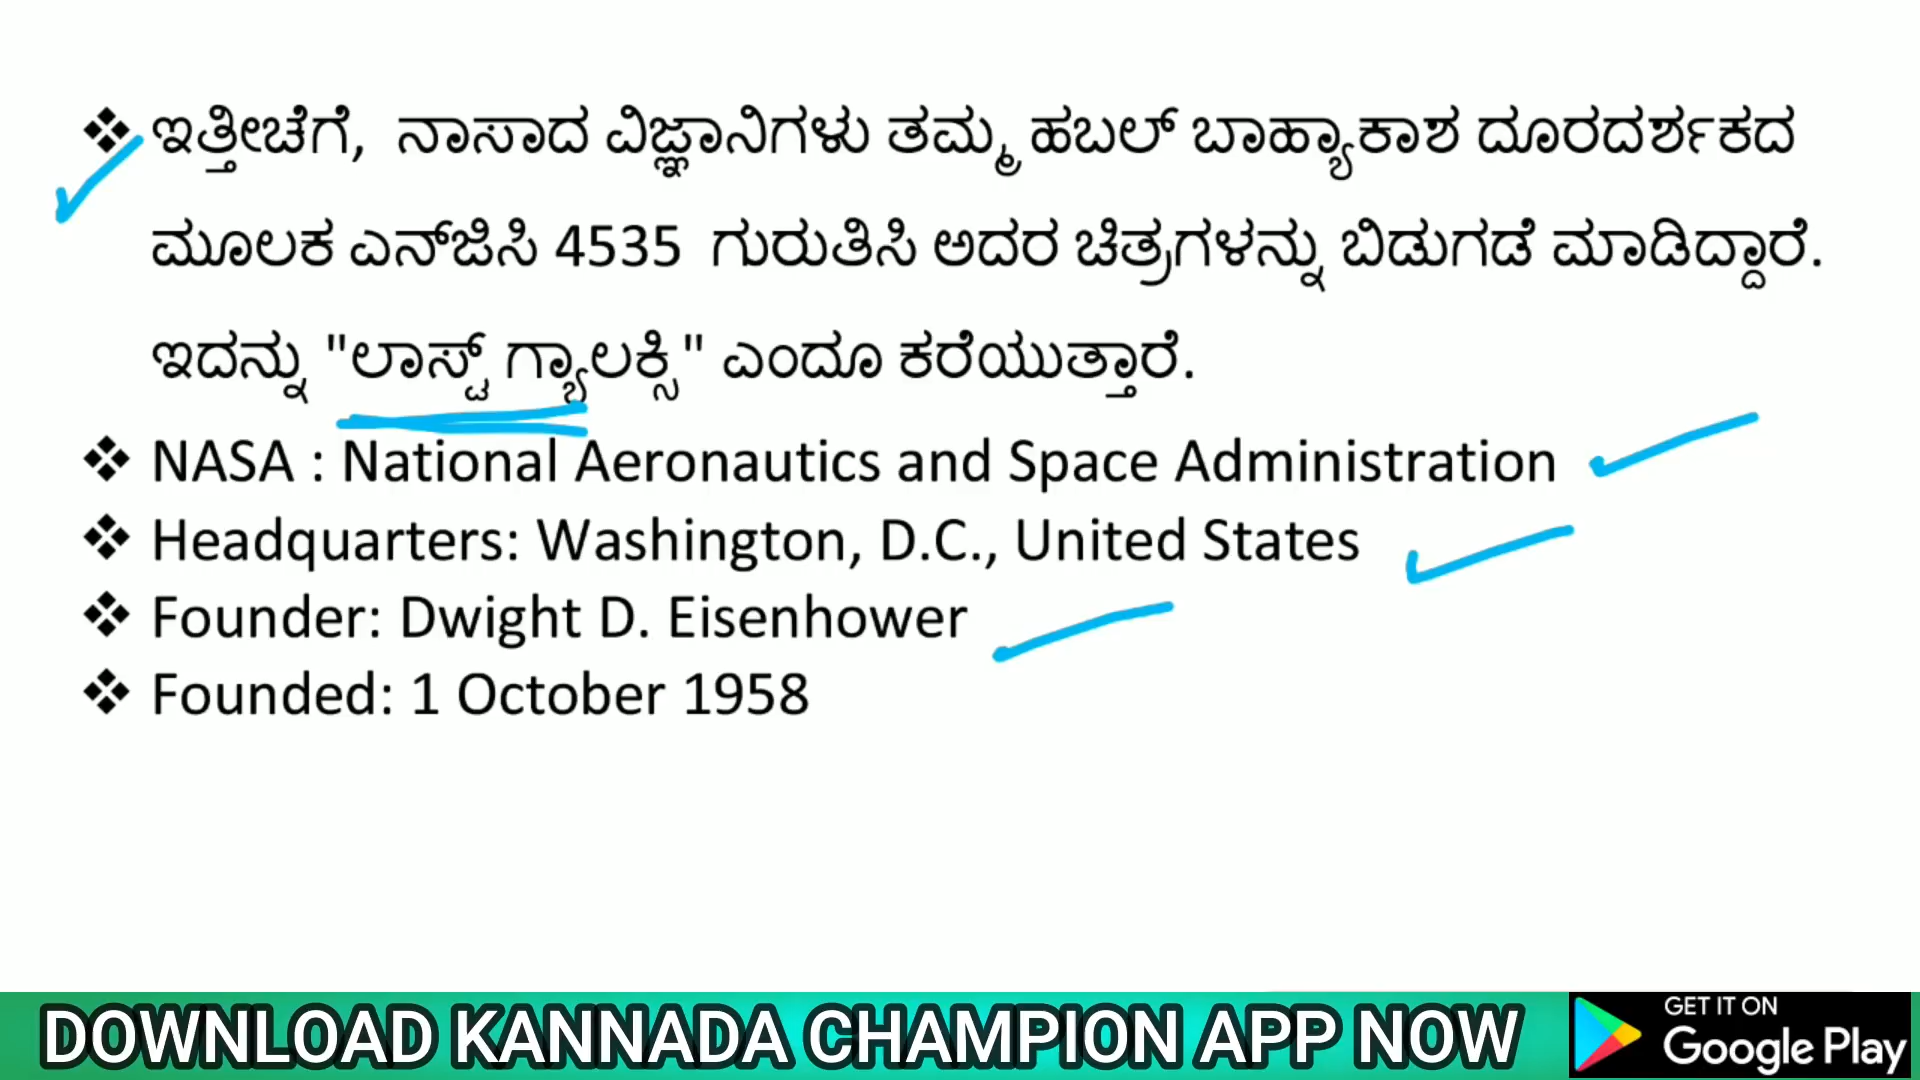 ❖ ಇತ್ತೀಚೆಗೆ, ನಾಸಾದ ವಿಜ್ಞಾನಿಗಳು ತಮ್ಮ ಹಬಲ್ ಬಾಹ್ಯಾಕಾಶ ದೂರದರ್ಶಕದ
ಮೂಲಕ ಎನ್‌ಜಿಸಿ 4535 ಗುರುತಿಸಿ ಅದರ ಚಿತ್ರಗಳನ್ನು ಬಿಡುಗಡೆ ಮಾಡಿದ್ದಾರೆ.
ಇದನ್ನು "ಲಾಸ್ಟ್ ಗ್ಯಾಲಕ್ಸಿ" ಎಂದೂ ಕರೆಯುತ್ತಾರೆ.
❖ NASA : National Aeronautics and Space Administration
❖ Headquarters: Washington, D.C., United States
❖ Founder: Dwight D. Eisenhower
❖ Founded: 1 October 1958
DOWNLOAD KANNADA CHAMPION APP NOW
GET IT ON
Google Play